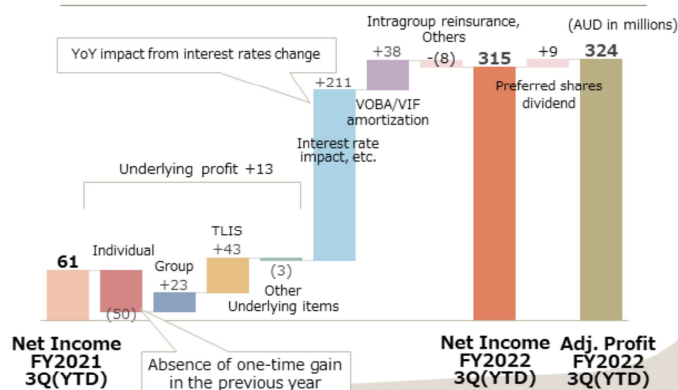 Intragroup reinsurance,
Others
(AUD in millions)
YoY impact from interest rates change
+38
-(8)
315
+9
324
+211
VOBA/VIF
amortization
Preferred shares
dividend
Interest rate
impact, etc.
Underlying profit +13
TLIS
+43
Individual
Group
61
+23
(50)
(3)
Other
Underlying items
Net Income
FY2021
3Q(YTD)
Absence of one-time gain
in the previous year
Net Income
FY2022
3Q(YTD)
Adj. Profit
FY2022
3Q(YTD)